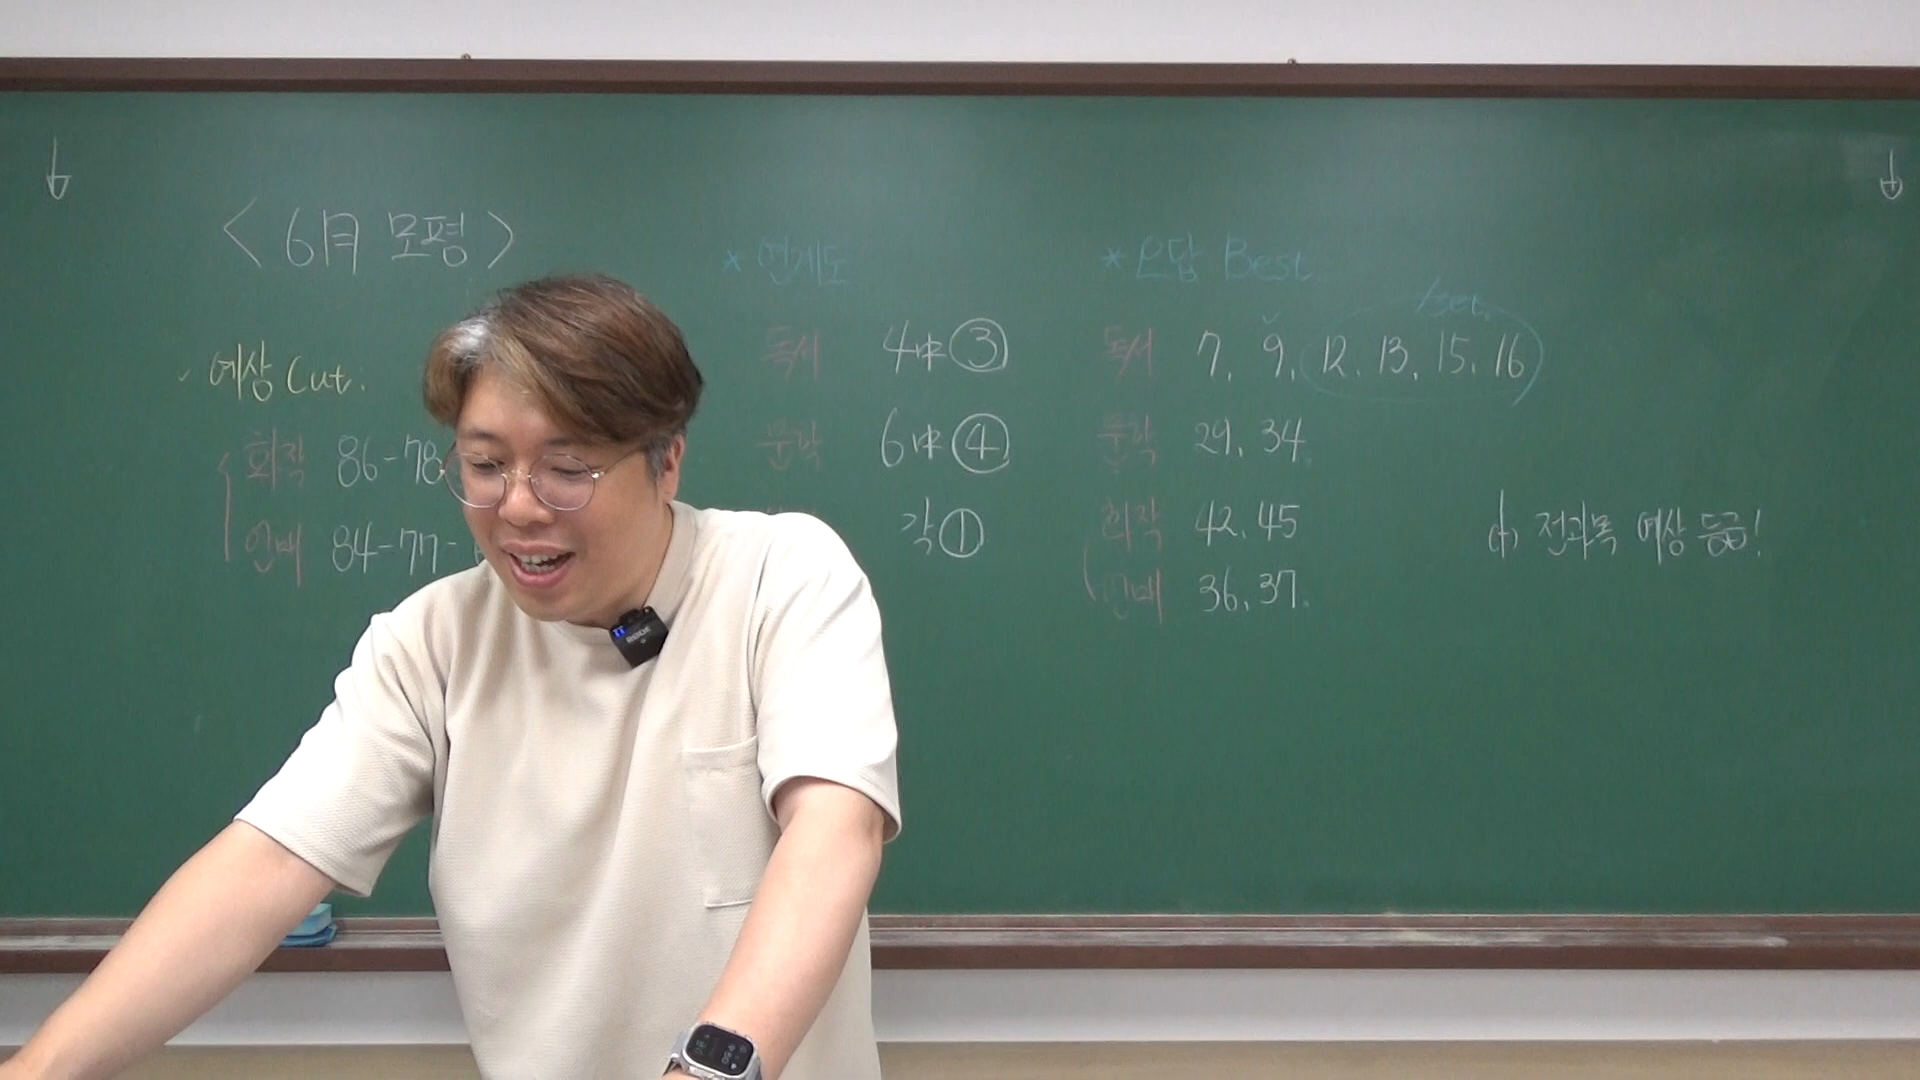 < 6月 모평 >
예상 Cut.
화작 86-78
언매 84-77-
* 연계도
독서 4中 ③
문학 6中 ④
각 ①
* 오답 Best
독서 7, 9, 12, 13, 15, 16
문학 29, 34
화작 42, 45
언매 36, 37.
전과목 예상 등급!
RODE